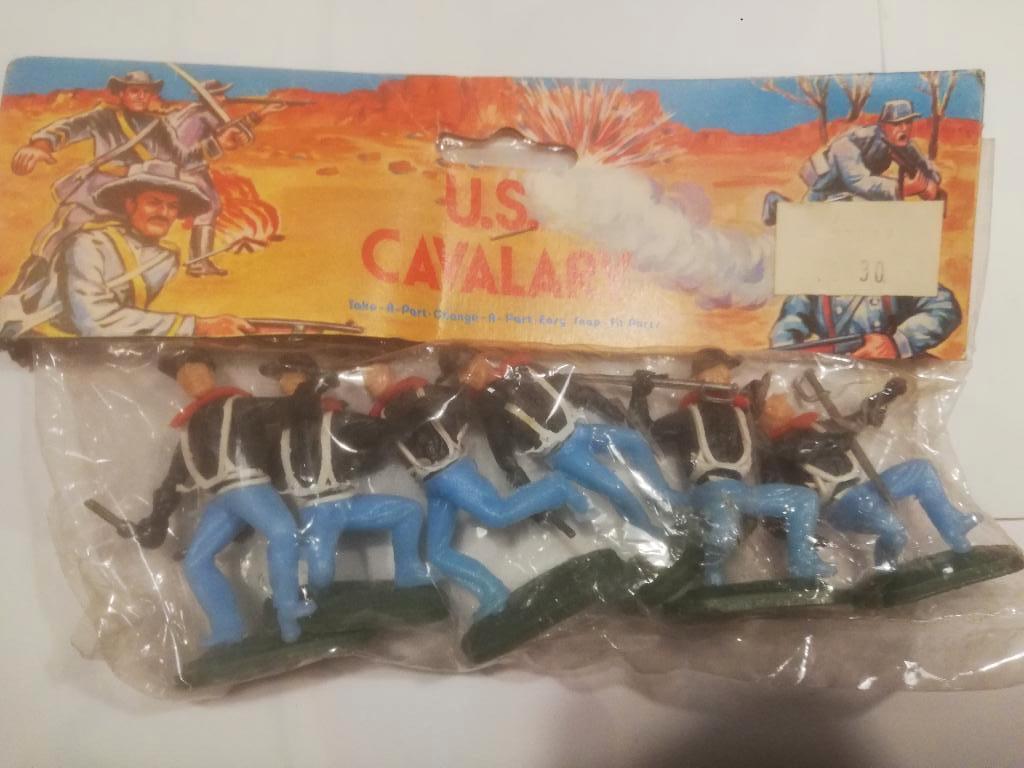 U.S.
CAVALARY
Take-A-Part-Change-A-Part Easy Snap Fit Parts
30